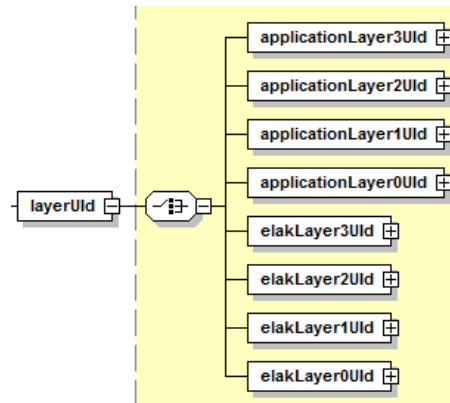 applicationLayer3UId
applicationLayer2UId
applicationLayer1UId
applicationLayer0UId
layerUId
elakLayer3UId
elakLayer2UId
elakLayer1UId
elakLayer0UId